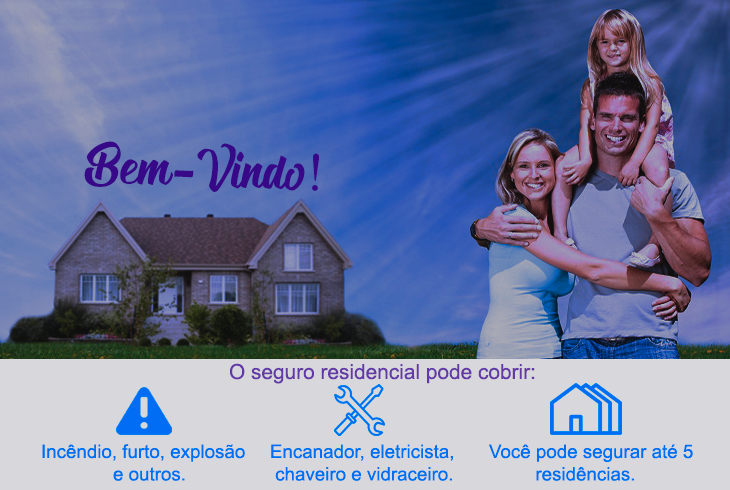 Bem-Vindo!
O seguro residencial pode cobrir:
Incêndio, furto, explosão
e outros.
Encanador, eletricista,
chaveiro e vidraceiro.
Você pode segurar até 5
residências.